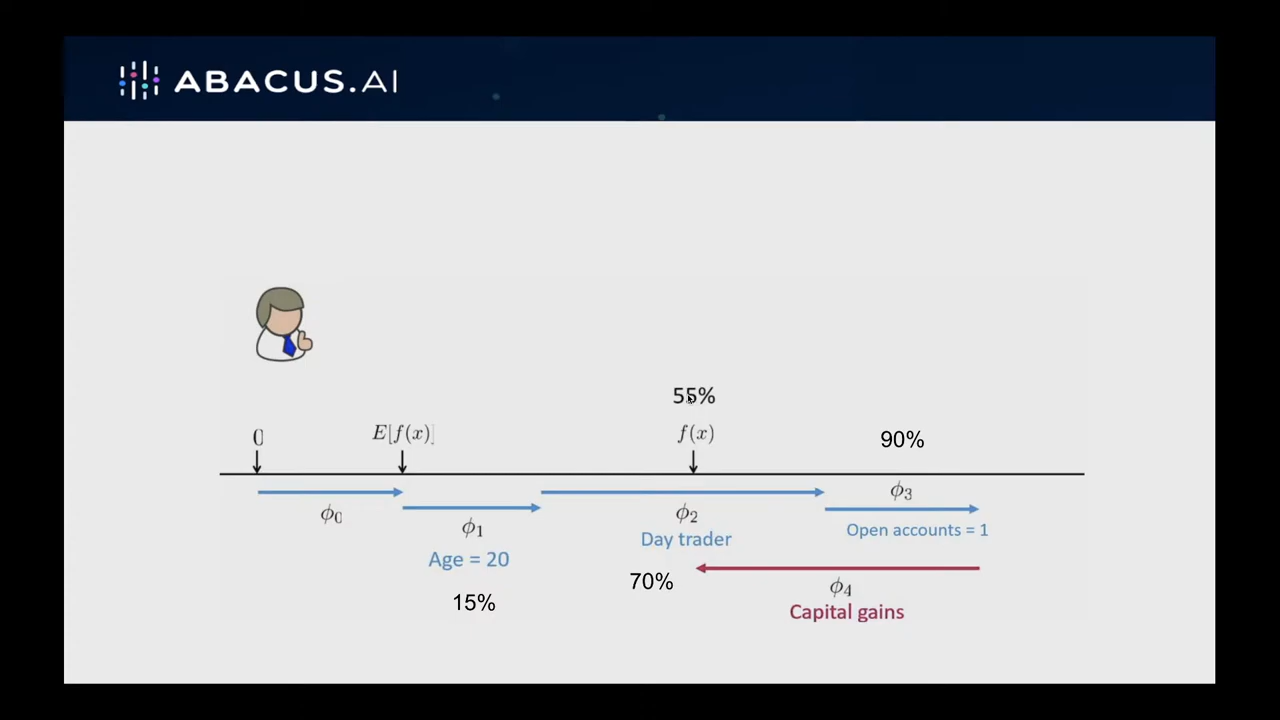 ABACUS.AI
55%
0
E[f(x)]
f(x)
90%
ϕ0
ϕ1
ϕ2
ϕ3
Age = 20
Day trader
Open accounts = 1
15%
70%
ϕ4
Capital gains